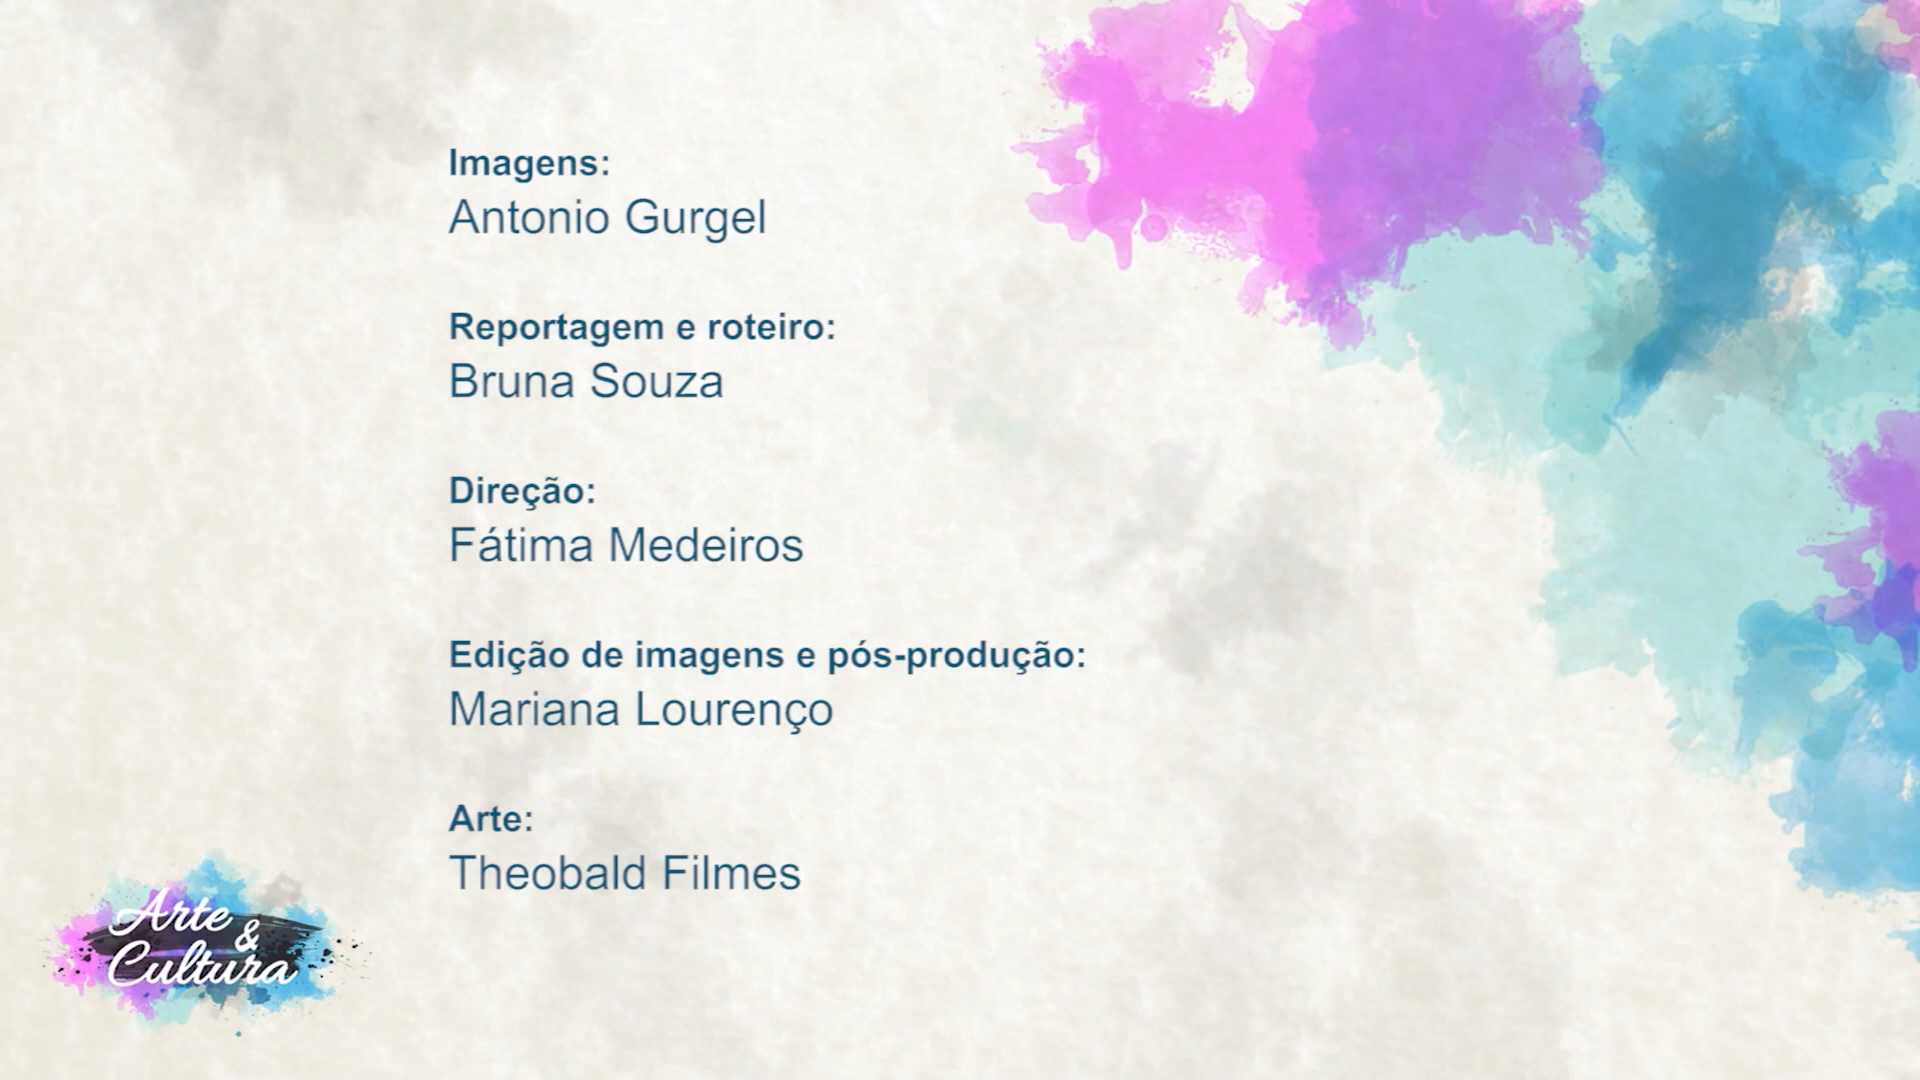 Imagens:
Antonio Gurgel
Reportagem e roteiro:
Bruna Souza
Direção:
Fátima Medeiros
Edição de imagens e pós-produção:
Mariana Lourenço
Arte:
Theobald Filmes
Arte &
Cultura